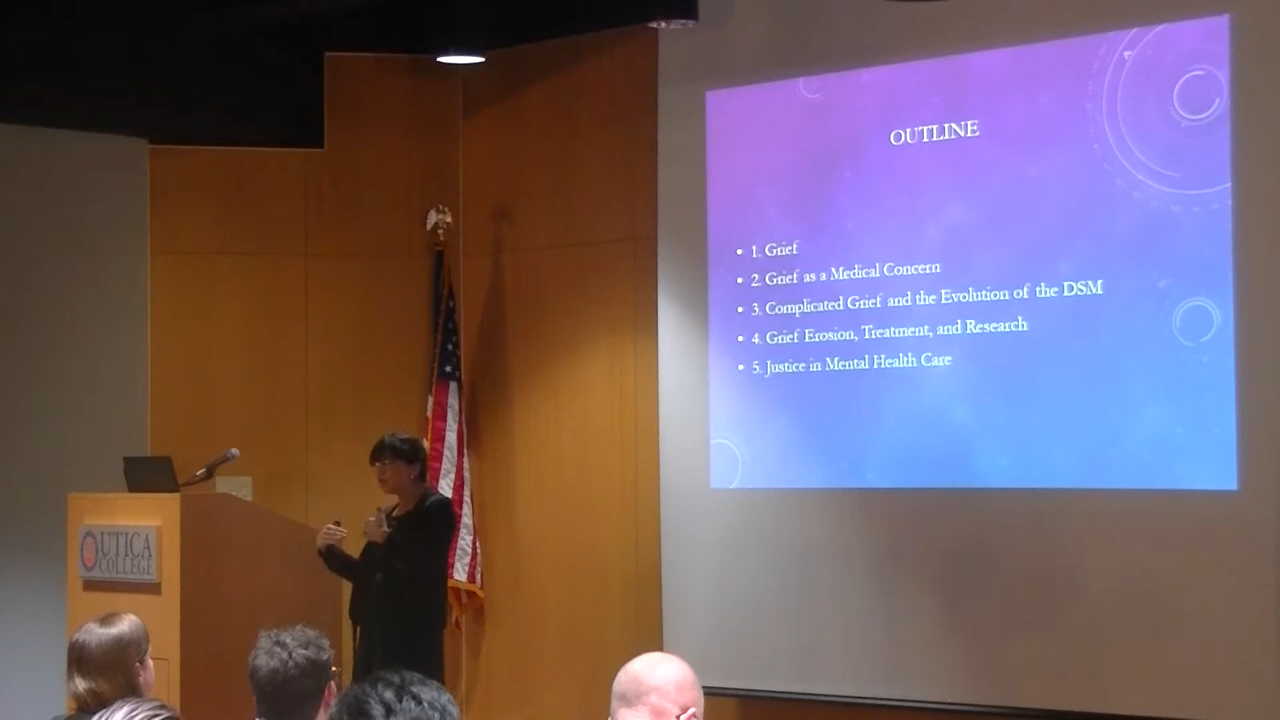 OUTLINE
• 1. Grief
• 2. Grief as a Medical Concern
• 3. Complicated Grief and the Evolution of the DSM
• 4. Grief Erosion, Treatment, and Research
• 5. Justice in Mental Health Care
UTICA
COLLEGE